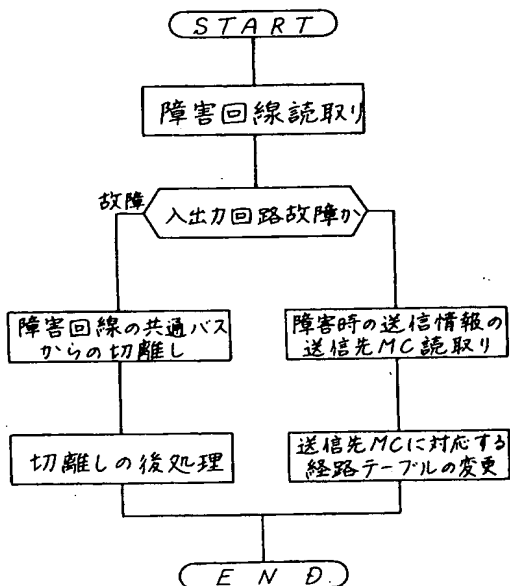 START
障害回線読取り
故障
入出力回路故障か
障害回線の共通バス
からの切離し
障害時の送信情報の
送信先MC読取り
切離しの後処理
送信先MCに対応する
経路テーブルの変更
END